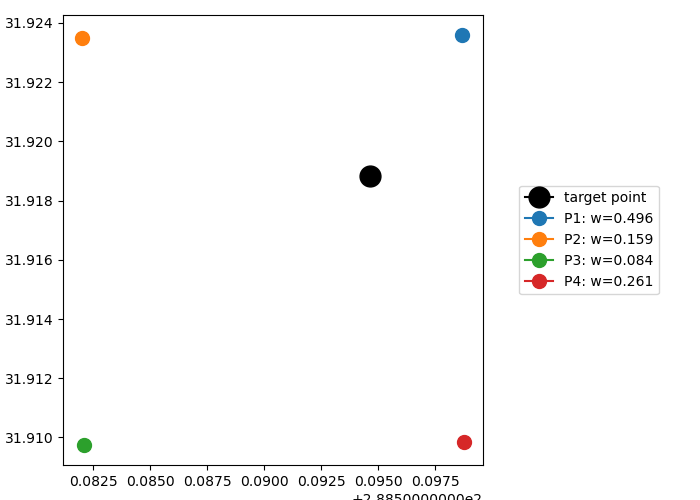 31.924
31.922
31.920
31.918
31.916
31.914
31.912
31.910
0.0825 0.0850 0.0875 0.0900 0.0925 0.0950 0.0975
+2.8850000000e2
target point
P1: w=0.496
P2: w=0.159
P3: w=0.084
P4: w=0.261